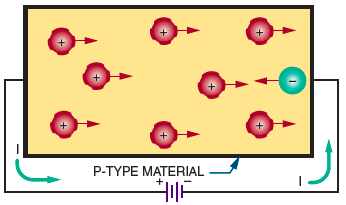 + + +
+ + −
+ + +
I P-TYPE MATERIAL I
+ −